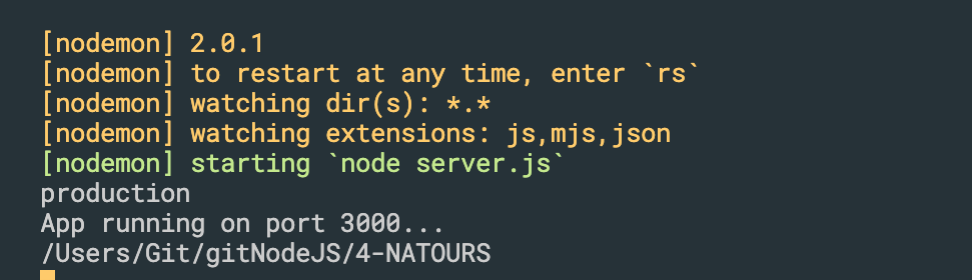 [nodemon] 2.0.1
[nodemon] to restart at any time, enter `rs`
[nodemon] watching dir(s): *.*
[nodemon] watching extensions: js,mjs,json
[nodemon] starting `node server.js`
production
App running on port 3000...
/Users/Git/gitNodeJS/4-NATOURS